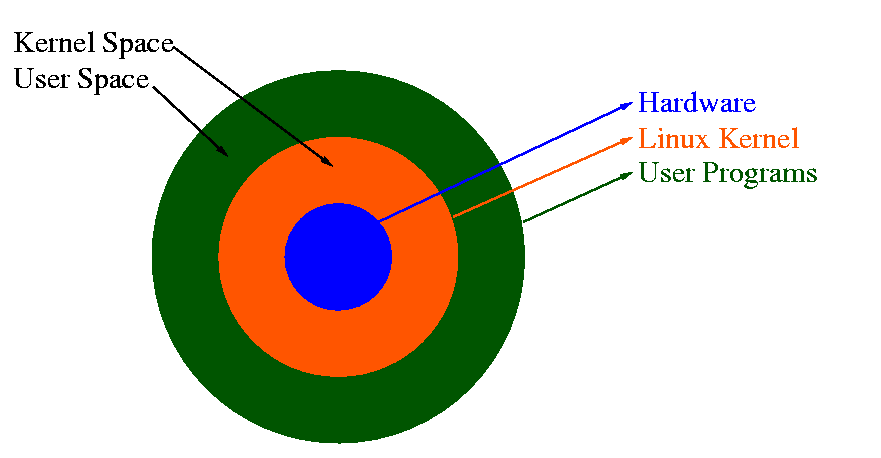 Kernel Space
User Space
Hardware
Linux Kernel
User Programs